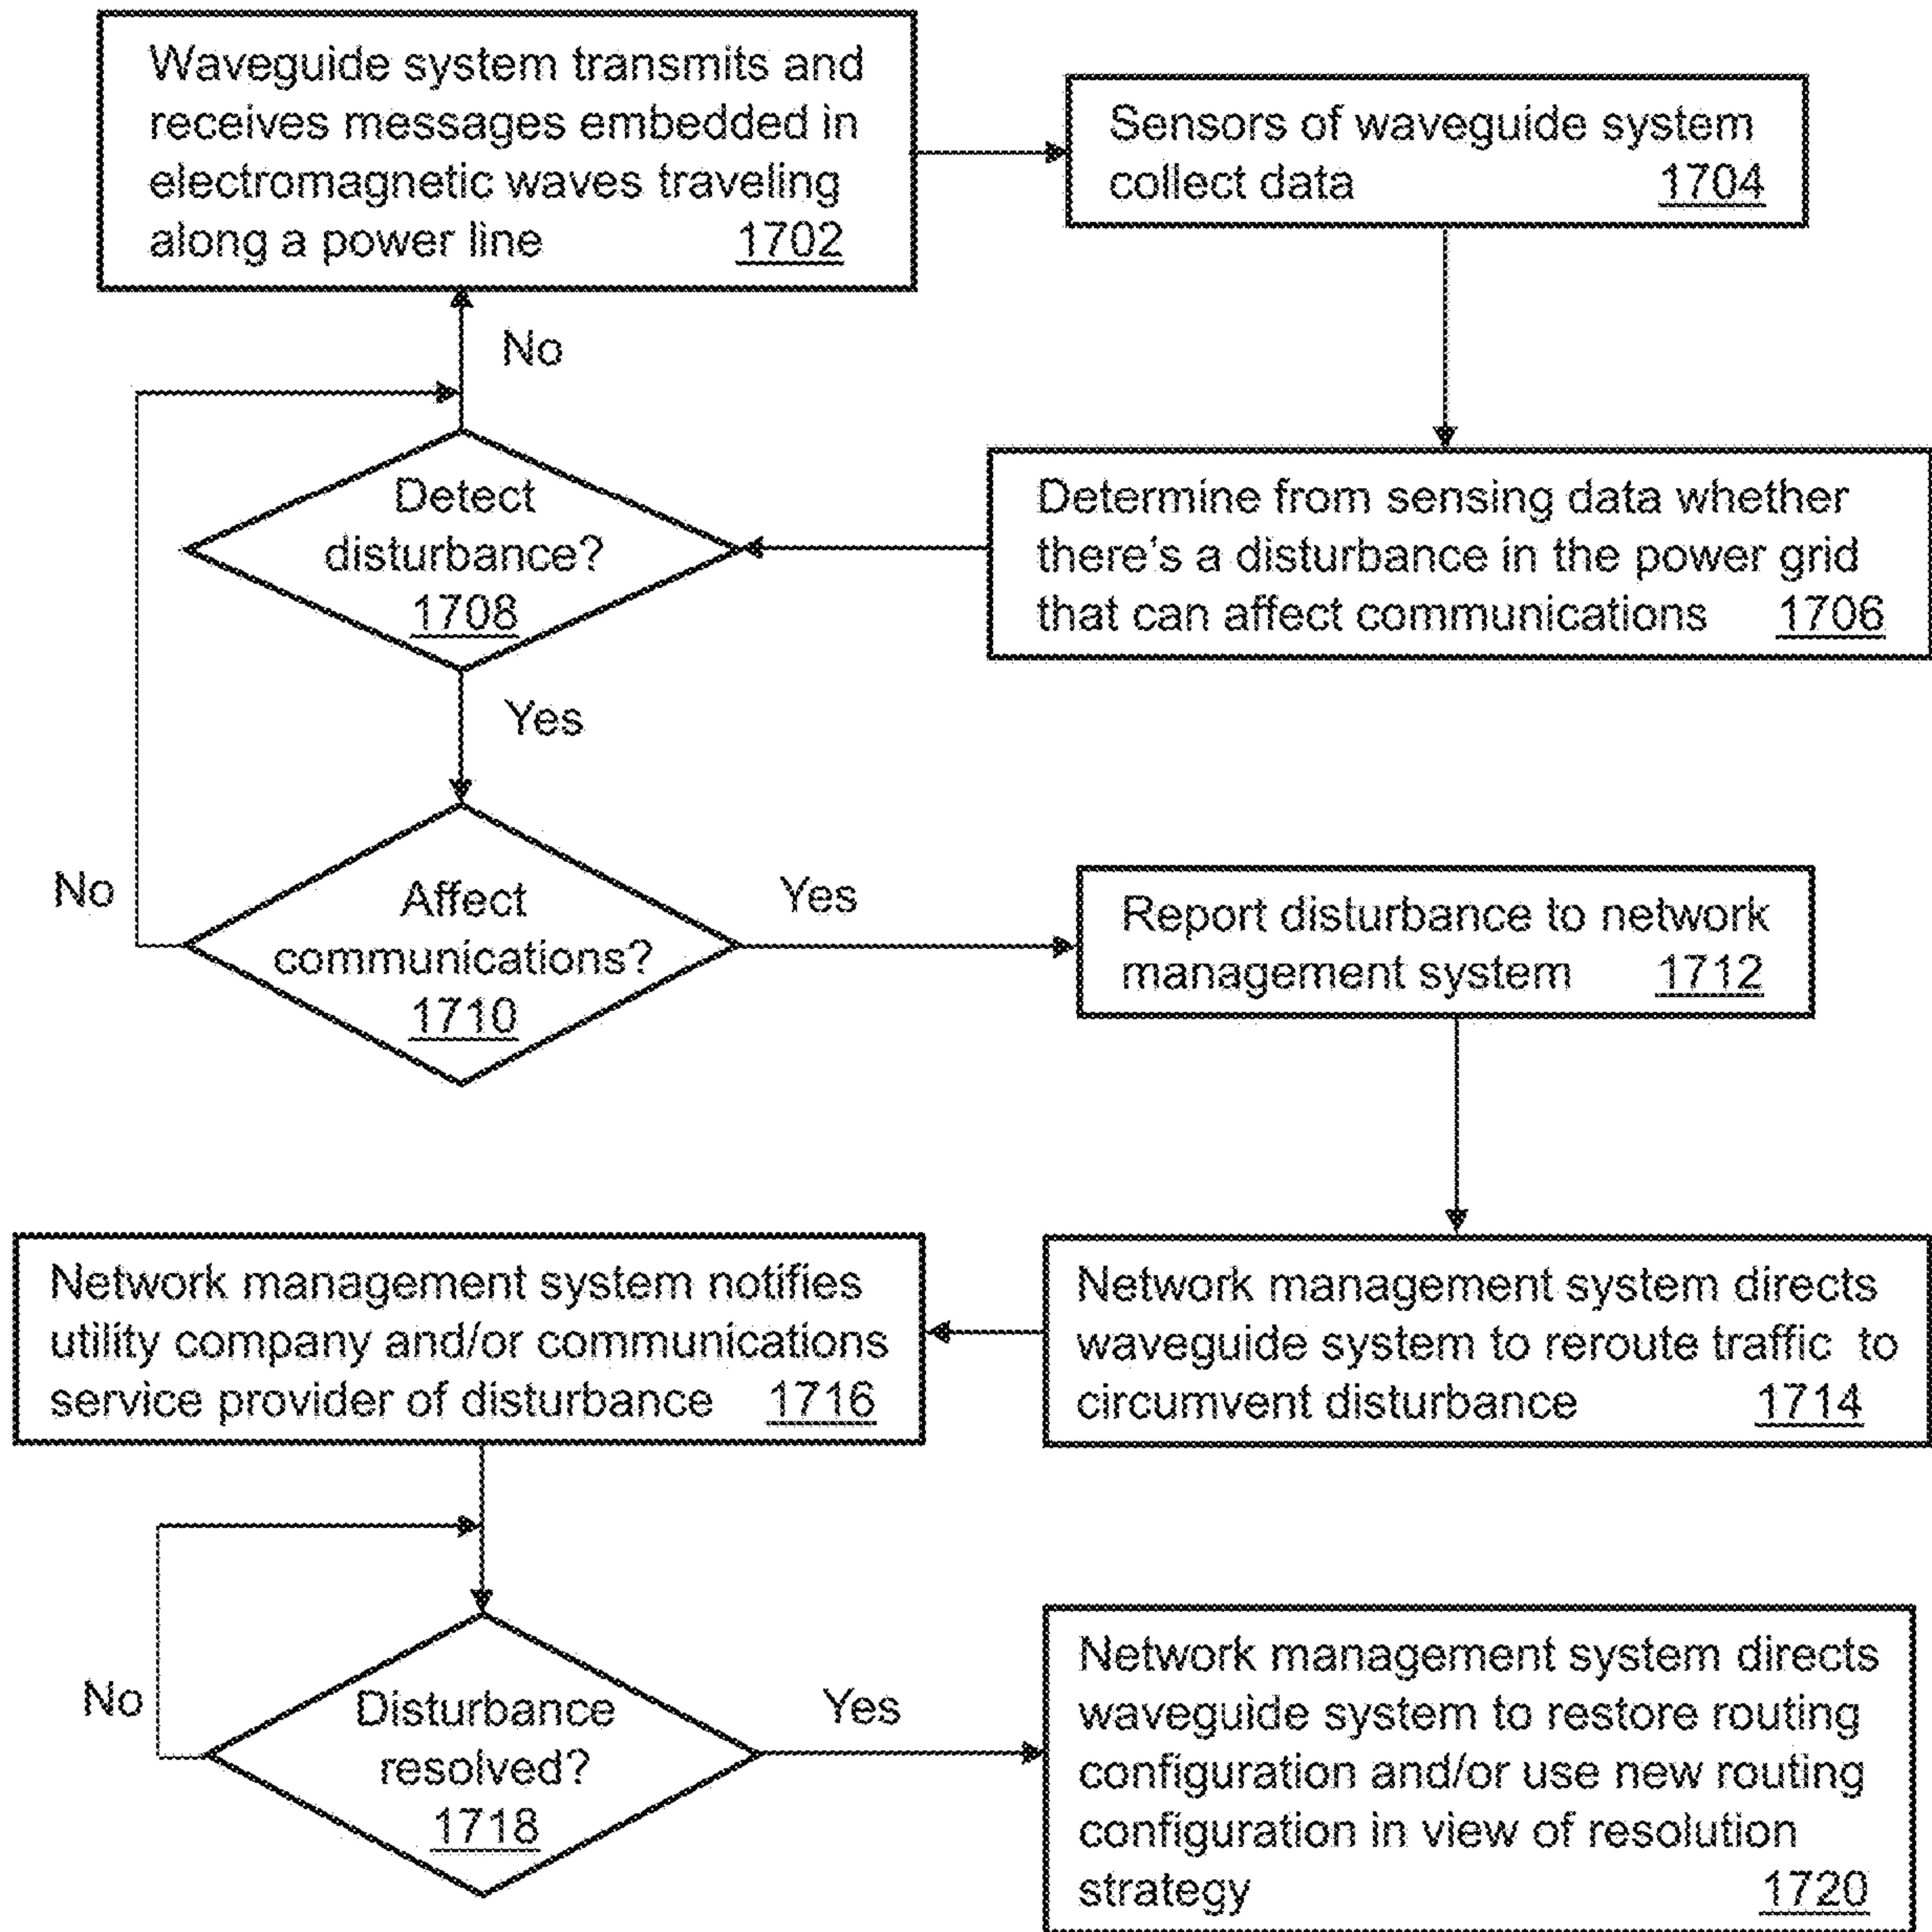 Waveguide system transmits and
receives messages embedded in
electromagnetic waves traveling
along a power line 1702
Sensors of waveguide system
collect data 1704
No
Detect
disturbance?
1708
Determine from sensing data whether
there's a disturbance in the power grid
that can affect communications 1706
Yes
No
Affect
communications?
1710
Yes
Report disturbance to network
management system 1712
Network management system notifies
utility company and/or communications
service provider of disturbance 1716
Network management system directs
waveguide system to reroute traffic to
circumvent disturbance 1714
No
Disturbance
resolved?
1718
Yes
Network management system directs
waveguide system to restore routing
configuration and/or use new routing
configuration in view of resolution
strategy 1720